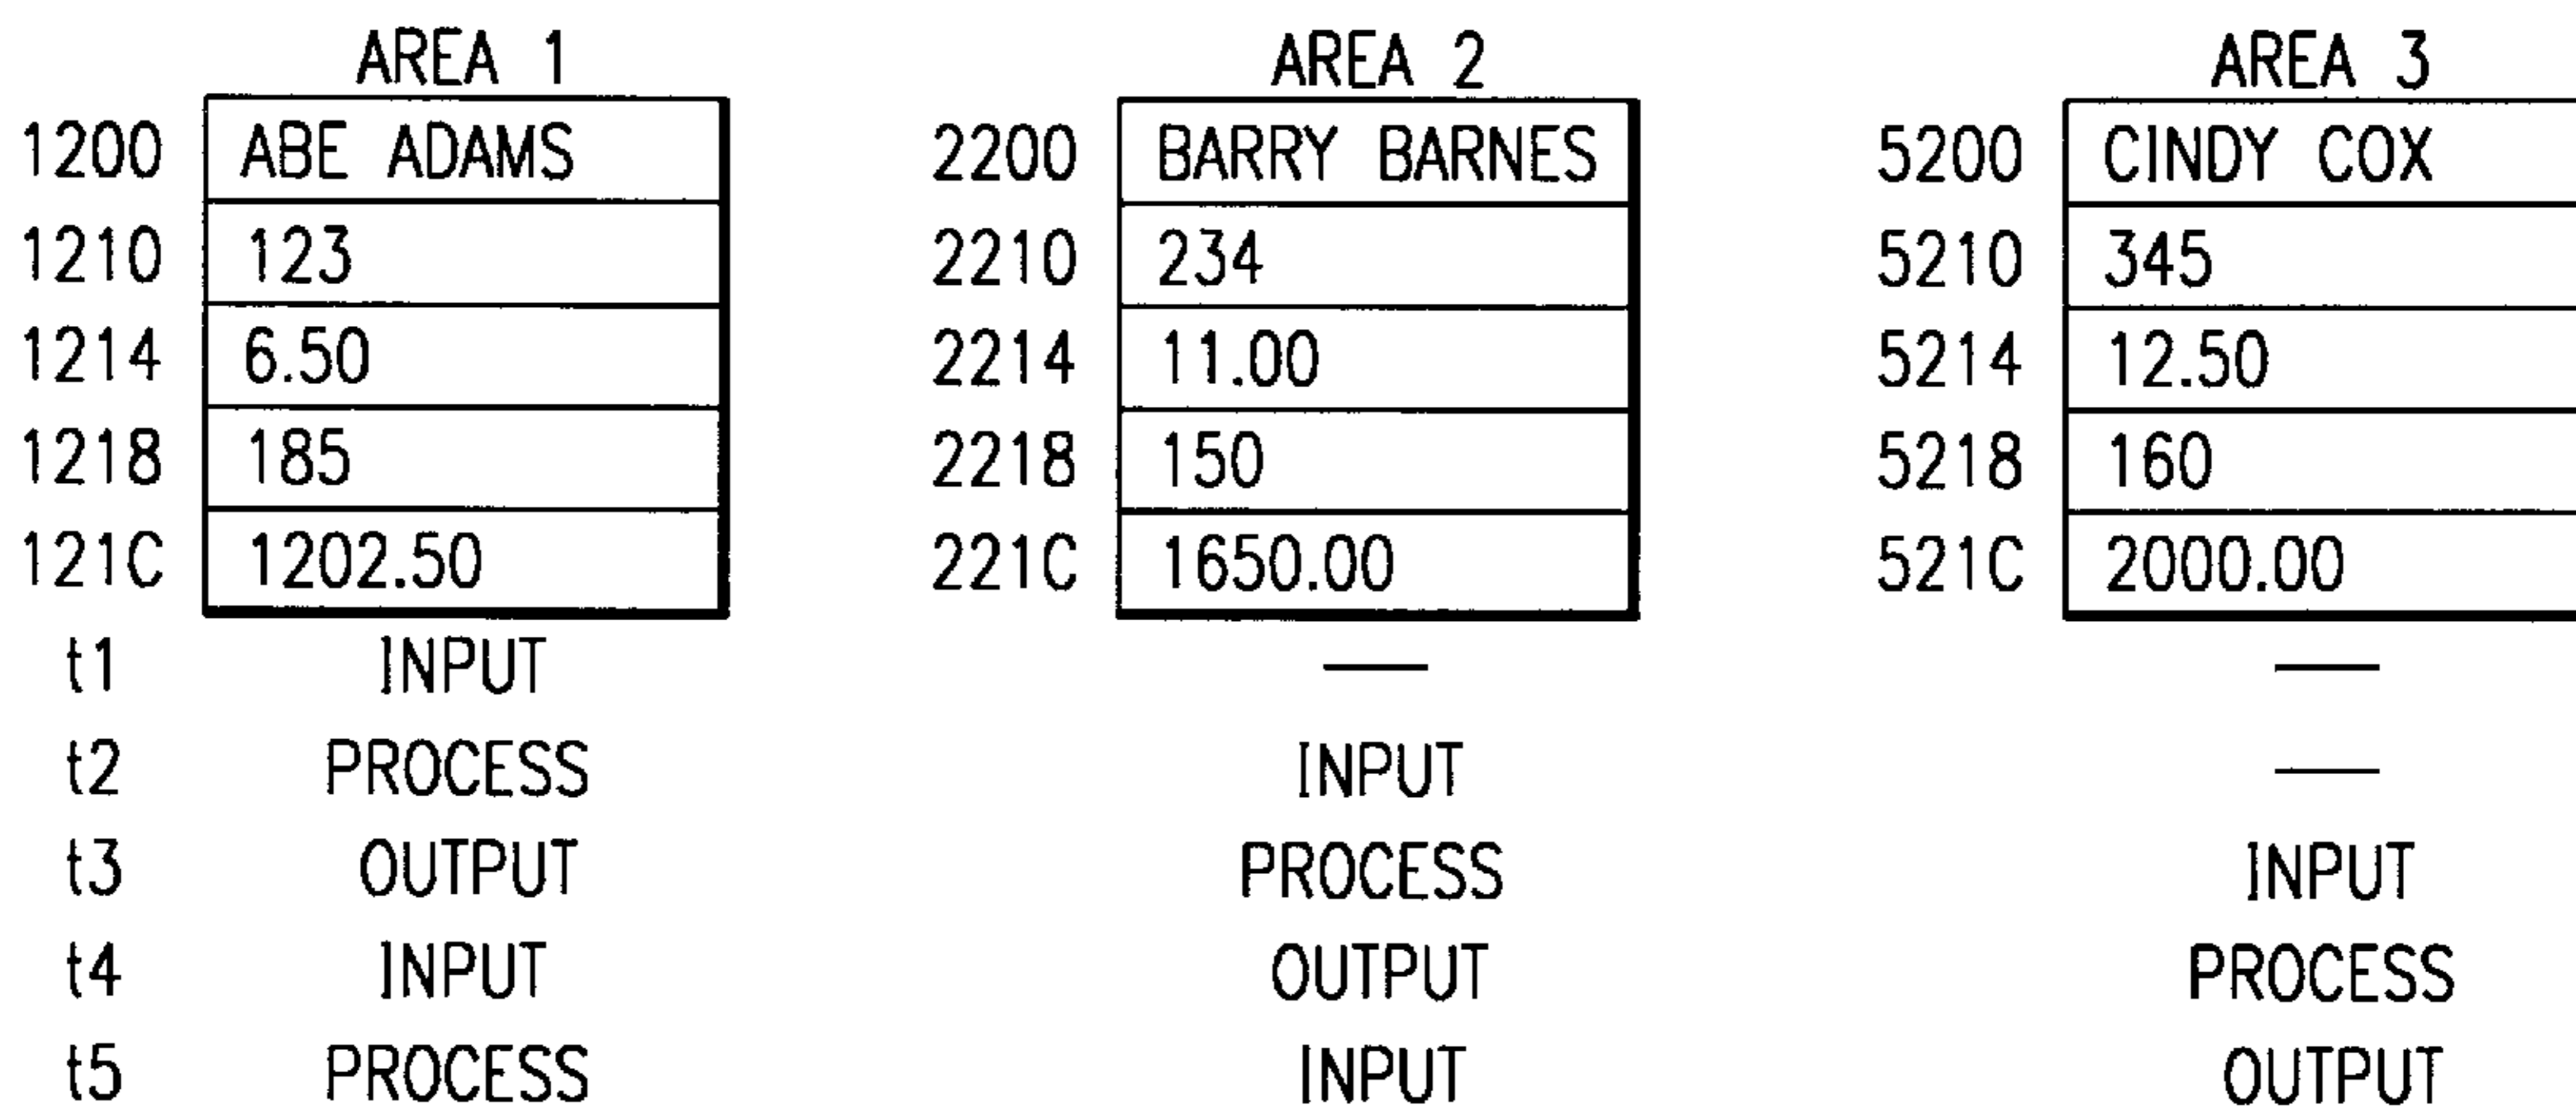 AREA 1 AREA 2 AREA 3
1200 ABE ADAMS 2200 BARRY BARNES 5200 CINDY COX
1210 123 2210 234 5210 345
1214 6.50 2214 11.00 5214 12.50
1218 185 2218 150 5218 160
121C 1202.50 221C 1650.00 521C 2000.00
t1 INPUT — —
t2 PROCESS INPUT —
t3 OUTPUT PROCESS INPUT
t4 INPUT OUTPUT PROCESS
t5 PROCESS INPUT OUTPUT